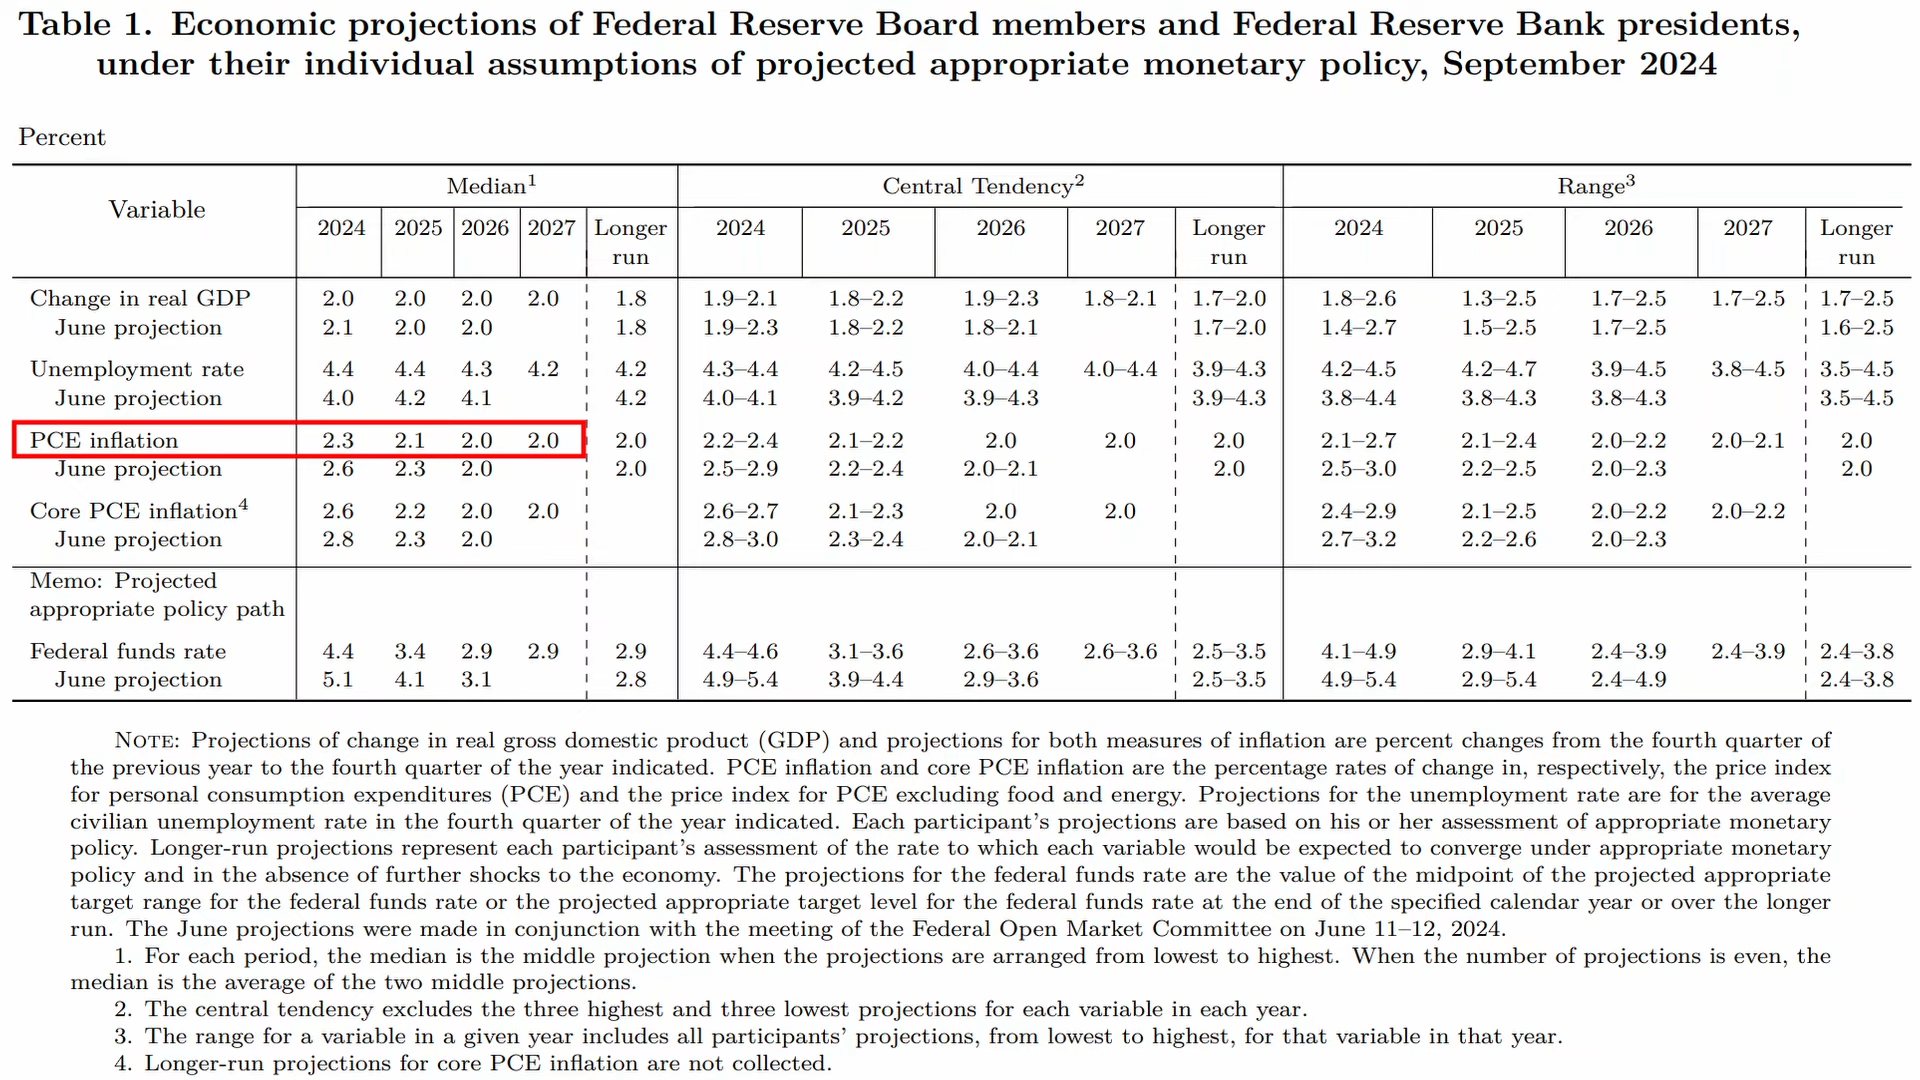 Table 1. Economic projections of Federal Reserve Board members and Federal Reserve Bank presidents,
under their individual assumptions of projected appropriate monetary policy, September 2024
Percent
Variable Median1 Central Tendency2 Range3
2024 2025 2026 2027 Longer run 2024 2025 2026 2027 Longer run 2024 2025 2026 2027 Longer run
Change in real GDP 2.0 2.0 2.0 2.0 1.8 1.9–2.1 1.8–2.2 1.9–2.3 1.8–2.1 1.7–2.0 1.8–2.6 1.3–2.5 1.7–2.5 1.7–2.5 1.7–2.5
June projection 2.1 2.0 2.0 1.8 1.9–2.3 1.8–2.2 1.8–2.1 1.7–2.0 1.4–2.7 1.5–2.5 1.7–2.5 1.6–2.5
Unemployment rate 4.4 4.4 4.3 4.2 4.2 4.3–4.4 4.2–4.5 4.0–4.4 4.0–4.4 3.9–4.3 4.2–4.5 4.2–4.7 3.9–4.5 3.8–4.5 3.5–4.5
June projection 4.0 4.2 4.1 4.2 4.0–4.1 3.9–4.2 3.9–4.3 3.9–4.3 3.8–4.4 3.8–4.3 3.8–4.3 3.5–4.5
PCE inflation 2.3 2.1 2.0 2.0 2.0 2.2–2.4 2.1–2.2 2.0 2.0 2.0 2.1–2.7 2.1–2.4 2.0–2.2 2.0–2.1 2.0
June projection 2.6 2.3 2.0 2.0 2.5–2.9 2.2–2.4 2.0–2.1 2.0 2.5–3.0 2.2–2.5 2.0–2.3 2.0
Core PCE inflation4 2.6 2.2 2.0 2.0 2.6–2.7 2.1–2.3 2.0 2.0 2.4–2.9 2.1–2.5 2.0–2.2 2.0–2.2
June projection 2.8 2.3 2.0 2.8–3.0 2.3–2.4 2.0–2.1 2.7–3.2 2.2–2.6 2.0–2.3
Memo: Projected
appropriate policy path
Federal funds rate 4.4 3.4 2.9 2.9 2.9 4.4–4.6 3.1–3.6 2.6–3.6 2.6–3.6 2.5–3.5 4.1–4.9 2.9–4.1 2.4–3.9 2.4–3.9 2.4–3.8
June projection 5.1 4.1 3.1 2.8 4.9–5.4 3.9–4.4 2.9–3.6 2.5–3.5 4.9–5.4 2.9–5.4 2.4–4.9 2.4–3.8
NOTE: Projections of change in real gross domestic product (GDP) and projections for both measures of inflation are percent changes from the fourth quarter of
the previous year to the fourth quarter of the year indicated. PCE inflation and core PCE inflation are the percentage rates of change in, respectively, the price index
for personal consumption expenditures (PCE) and the price index for PCE excluding food and energy. Projections for the unemployment rate are for the average
civilian unemployment rate in the fourth quarter of the year indicated. Each participant's projections are based on his or her assessment of appropriate monetary
policy. Longer-run projections represent each participant's assessment of the rate to which each variable would be expected to converge under appropriate monetary
policy and in the absence of further shocks to the economy. The projections for the federal funds rate are the value of the midpoint of the projected appropriate
target range for the federal funds rate or the projected appropriate target level for the federal funds rate at the end of the specified calendar year or over the longer
run. The June projections were made in conjunction with the meeting of the Federal Open Market Committee on June 11–12, 2024.
1. For each period, the median is the middle projection when the projections are arranged from lowest to highest. When the number of projections is even, the
median is the average of the two middle projections.
2. The central tendency excludes the three highest and three lowest projections for each variable in each year.
3. The range for a variable in a given year includes all participants' projections, from lowest to highest, for that variable in that year.
4. Longer-run projections for core PCE inflation are not collected.